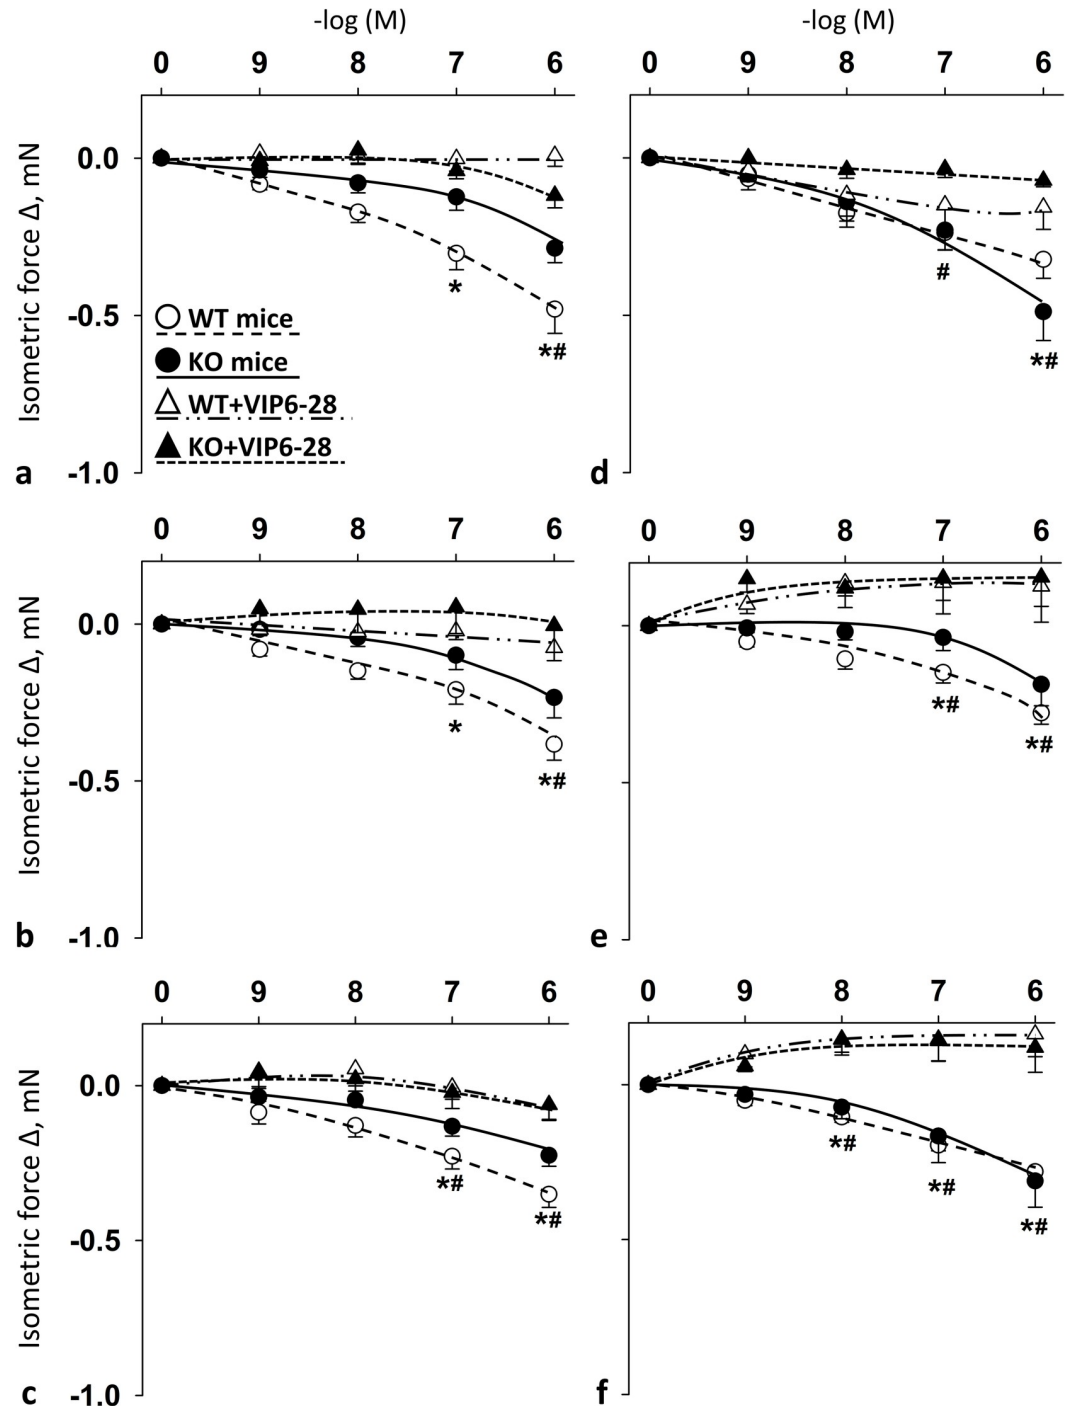 -log (M)
0 9 8 7 6
Isometric force Δ, mN
0.0
-0.5
-1.0
*
*#
WT mice
KO mice
WT+VIP6-28
KO+VIP6-28
a
-log (M)
0 9 8 7 6
#
*#
d
0 9 8 7 6
Isometric force Δ, mN
0.0
-0.5
-1.0
*
*#
b
0 9 8 7 6
*#
*#
e
0 9 8 7 6
Isometric force Δ, mN
0.0
-0.5
-1.0
*#
*#
c
0 9 8 7 6
*#
*#
*#
f